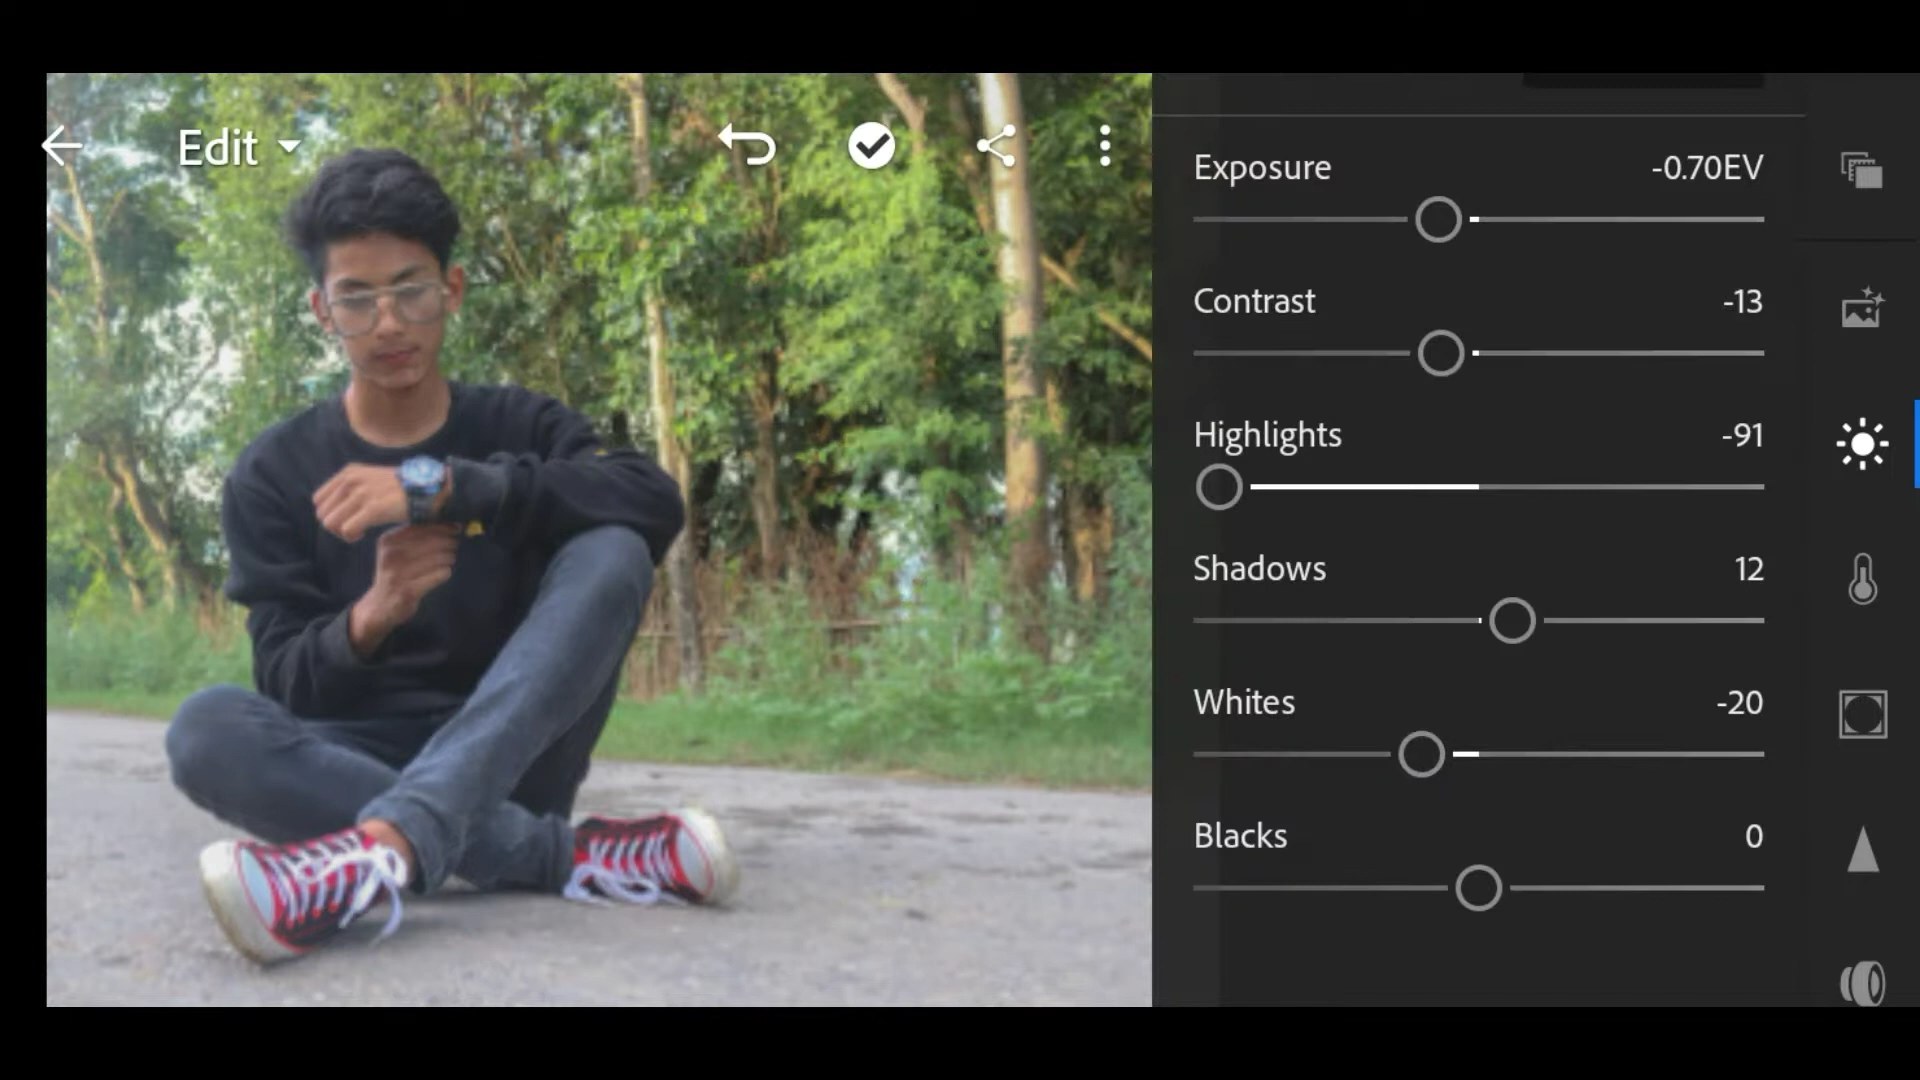 Edit
Exposure -0.70EV
Contrast -13
Highlights -91
Shadows 12
Whites -20
Blacks 0